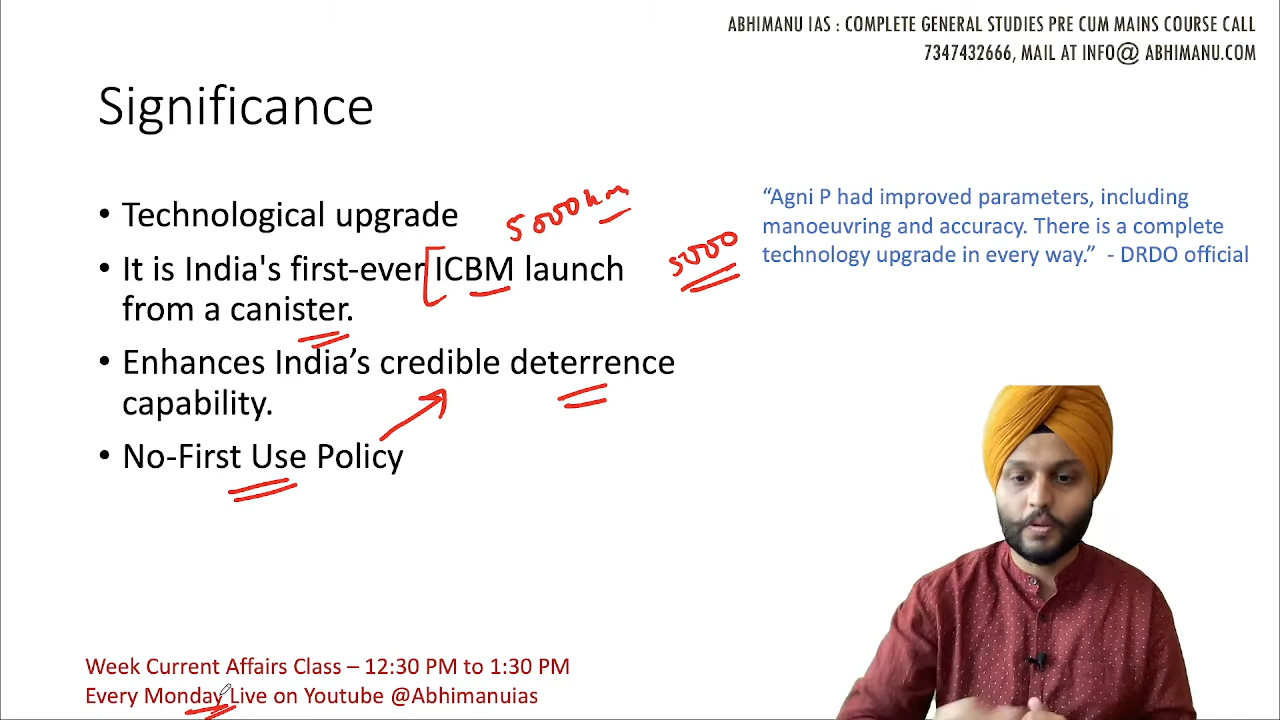 ABHIMANU IAS : COMPLETE GENERAL STUDIES PRE CUM MAINS COURSE CALL
7347432666, MAIL AT INFO@ ABHIMANU.COM
Significance
• Technological upgrade
5000km
• It is India's first-ever ICBM launch
from a canister.
5000
• Enhances India’s credible deterrence
capability.
• No-First Use Policy
“Agni P had improved parameters, including
manoeuvring and accuracy. There is a complete
technology upgrade in every way.” - DRDO official
Week Current Affairs Class – 12:30 PM to 1:30 PM
Every Monday Live on Youtube @Abhimanuias